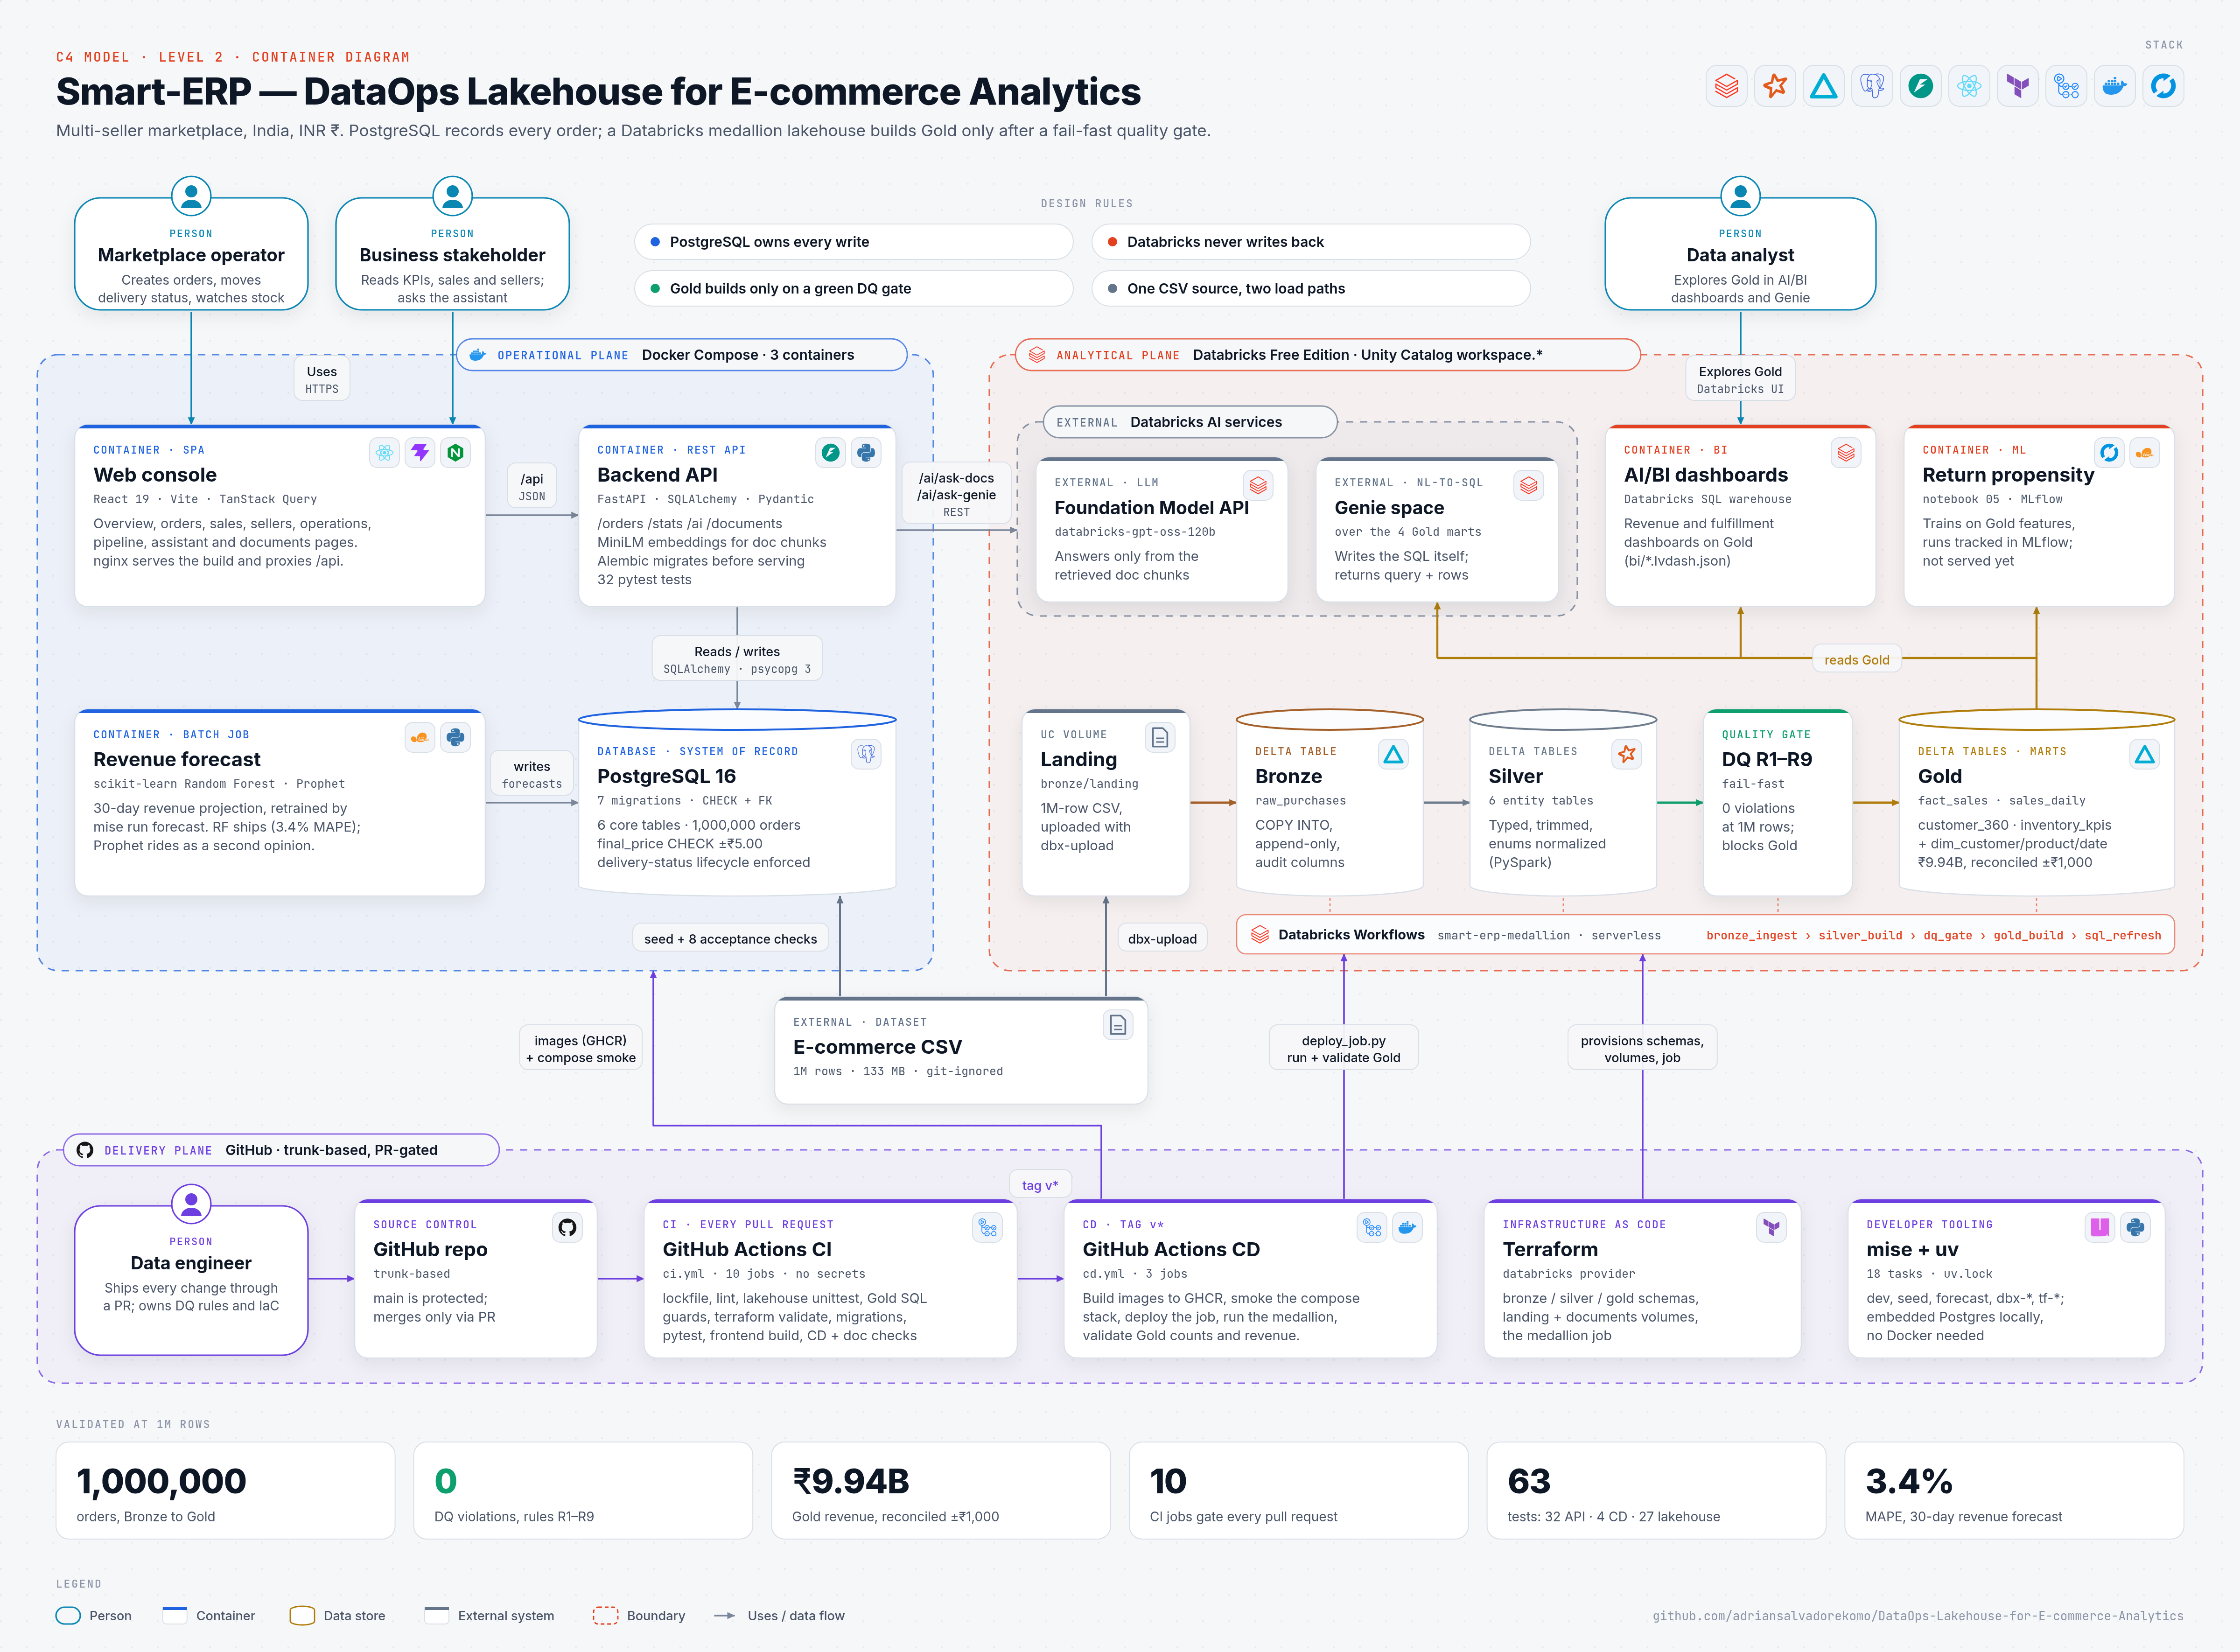 C4 MODEL · LEVEL 2 · CONTAINER DIAGRAM
Smart-ERP — DataOps Lakehouse for E-commerce Analytics
Multi-seller marketplace, India, INR ₹. PostgreSQL records every order; a Databricks medallion lakehouse builds Gold only after a fail-fast quality gate.
STACK
PERSON
Marketplace operator
Creates orders, moves
delivery status, watches stock
PERSON
Business stakeholder
Reads KPIs, sales and sellers;
asks the assistant
DESIGN RULES
PostgreSQL owns every write
Databricks never writes back
Gold builds only on a green DQ gate
One CSV source, two load paths
PERSON
Data analyst
Explores Gold in AI/BI
dashboards and Genie
OPERATIONAL PLANE Docker Compose · 3 containers
Uses
HTTPS
CONTAINER · SPA
Web console
React 19 · Vite · TanStack Query
Overview, orders, sales, sellers, operations,
pipeline, assistant and documents pages.
nginx serves the build and proxies /api.
/api
JSON
CONTAINER · REST API
Backend API
FastAPI · SQLAlchemy · Pydantic
/orders /stats /ai /documents
MiniLM embeddings for doc chunks
Alembic migrates before serving
32 pytest tests
/ai/ask-docs
/ai/ask-genie
REST
Reads / writes
SQLAlchemy · psycopg 3
CONTAINER · BATCH JOB
Revenue forecast
scikit-learn Random Forest · Prophet
30-day revenue projection, retrained by
mise run forecast. RF ships (3.4% MAPE);
Prophet rides as a second opinion.
writes
forecasts
DATABASE · SYSTEM OF RECORD
PostgreSQL 16
7 migrations · CHECK + FK
6 core tables · 1,000,000 orders
final_price CHECK ±₹5.00
delivery-status lifecycle enforced
seed + 8 acceptance checks
ANALYTICAL PLANE Databricks Free Edition · Unity Catalog workspace.*
Explores Gold
Databricks UI
EXTERNAL Databricks AI services
EXTERNAL · LLM
Foundation Model API
databricks-gpt-oss-120b
Answers only from the
retrieved doc chunks
EXTERNAL · NL-TO-SQL
Genie space
over the 4 Gold marts
Writes the SQL itself;
returns query + rows
CONTAINER · BI
AI/BI dashboards
Databricks SQL warehouse
Revenue and fulfillment
dashboards on Gold
(bi/*.lvdash.json)
CONTAINER · ML
Return propensity
notebook 05 · MLflow
Trains on Gold features,
runs tracked in MLflow;
not served yet
reads Gold
UC VOLUME
Landing
bronze/landing
1M-row CSV,
uploaded with
dbx-upload
DELTA TABLE
Bronze
raw_purchases
COPY INTO,
append-only,
audit columns
DELTA TABLES
Silver
6 entity tables
Typed, trimmed,
enums normalized
(PySpark)
QUALITY GATE
DQ R1–R9
fail-fast
0 violations
at 1M rows;
blocks Gold
DELTA TABLES · MARTS
Gold
fact_sales · sales_daily
customer_360 · inventory_kpis
+ dim_customer/product/date
₹9.94B, reconciled ±₹1,000
dbx-upload
Databricks Workflows smart-erp-medallion · serverless bronze_ingest › silver_build › dq_gate › gold_build › sql_refresh
EXTERNAL · DATASET
E-commerce CSV
1M rows · 133 MB · git-ignored
images (GHCR)
+ compose smoke
deploy_job.py
run + validate Gold
provisions schemas,
volumes, job
DELIVERY PLANE GitHub · trunk-based, PR-gated
PERSON
Data engineer
Ships every change through
a PR; owns DQ rules and IaC
SOURCE CONTROL
GitHub repo
trunk-based
main is protected;
merges only via PR
CI · EVERY PULL REQUEST
GitHub Actions CI
ci.yml · 10 jobs · no secrets
lockfile, lint, lakehouse unittest, Gold SQL
guards, terraform validate, migrations,
pytest, frontend build, CD + doc checks
tag v*
CD · TAG v*
GitHub Actions CD
cd.yml · 3 jobs
Build images to GHCR, smoke the compose
stack, deploy the job, run the medallion,
validate Gold counts and revenue.
INFRASTRUCTURE AS CODE
Terraform
databricks provider
bronze / silver / gold schemas,
landing + documents volumes,
the medallion job
DEVELOPER TOOLING
mise + uv
18 tasks · uv.lock
dev, seed, forecast, dbx-*, tf-*;
embedded Postgres locally,
no Docker needed
VALIDATED AT 1M ROWS
1,000,000
orders, Bronze to Gold
0
DQ violations, rules R1–R9
₹9.94B
Gold revenue, reconciled ±₹1,000
10
CI jobs gate every pull request
63
tests: 32 API · 4 CD · 27 lakehouse
3.4%
MAPE, 30-day revenue forecast
LEGEND
Person
Container
Data store
External system
Boundary
Uses / data flow
github.com/adriansalvadorekomo/DataOps-Lakehouse-for-E-commerce-Analytics